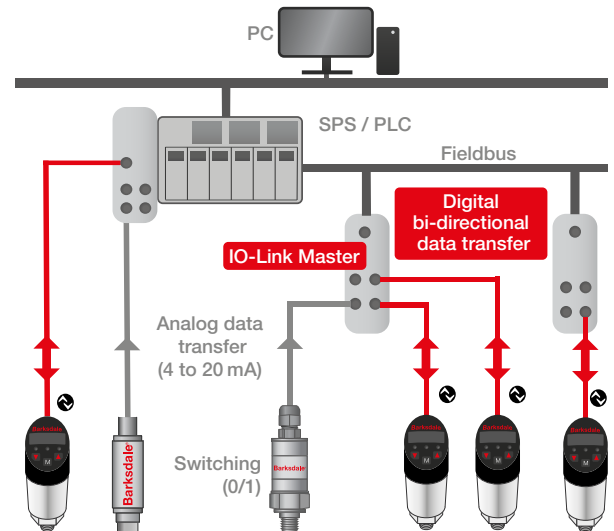 PC
SPS / PLC
Fieldbus
Digital
bi-directional
data transfer
IO-Link Master
Analog data
transfer
(4 to 20 mA)
Switching
(0/1)
Barksdale
M
Barksdale
Barksdale
Barksdale
M
Barksdale
M
Barksdale
M